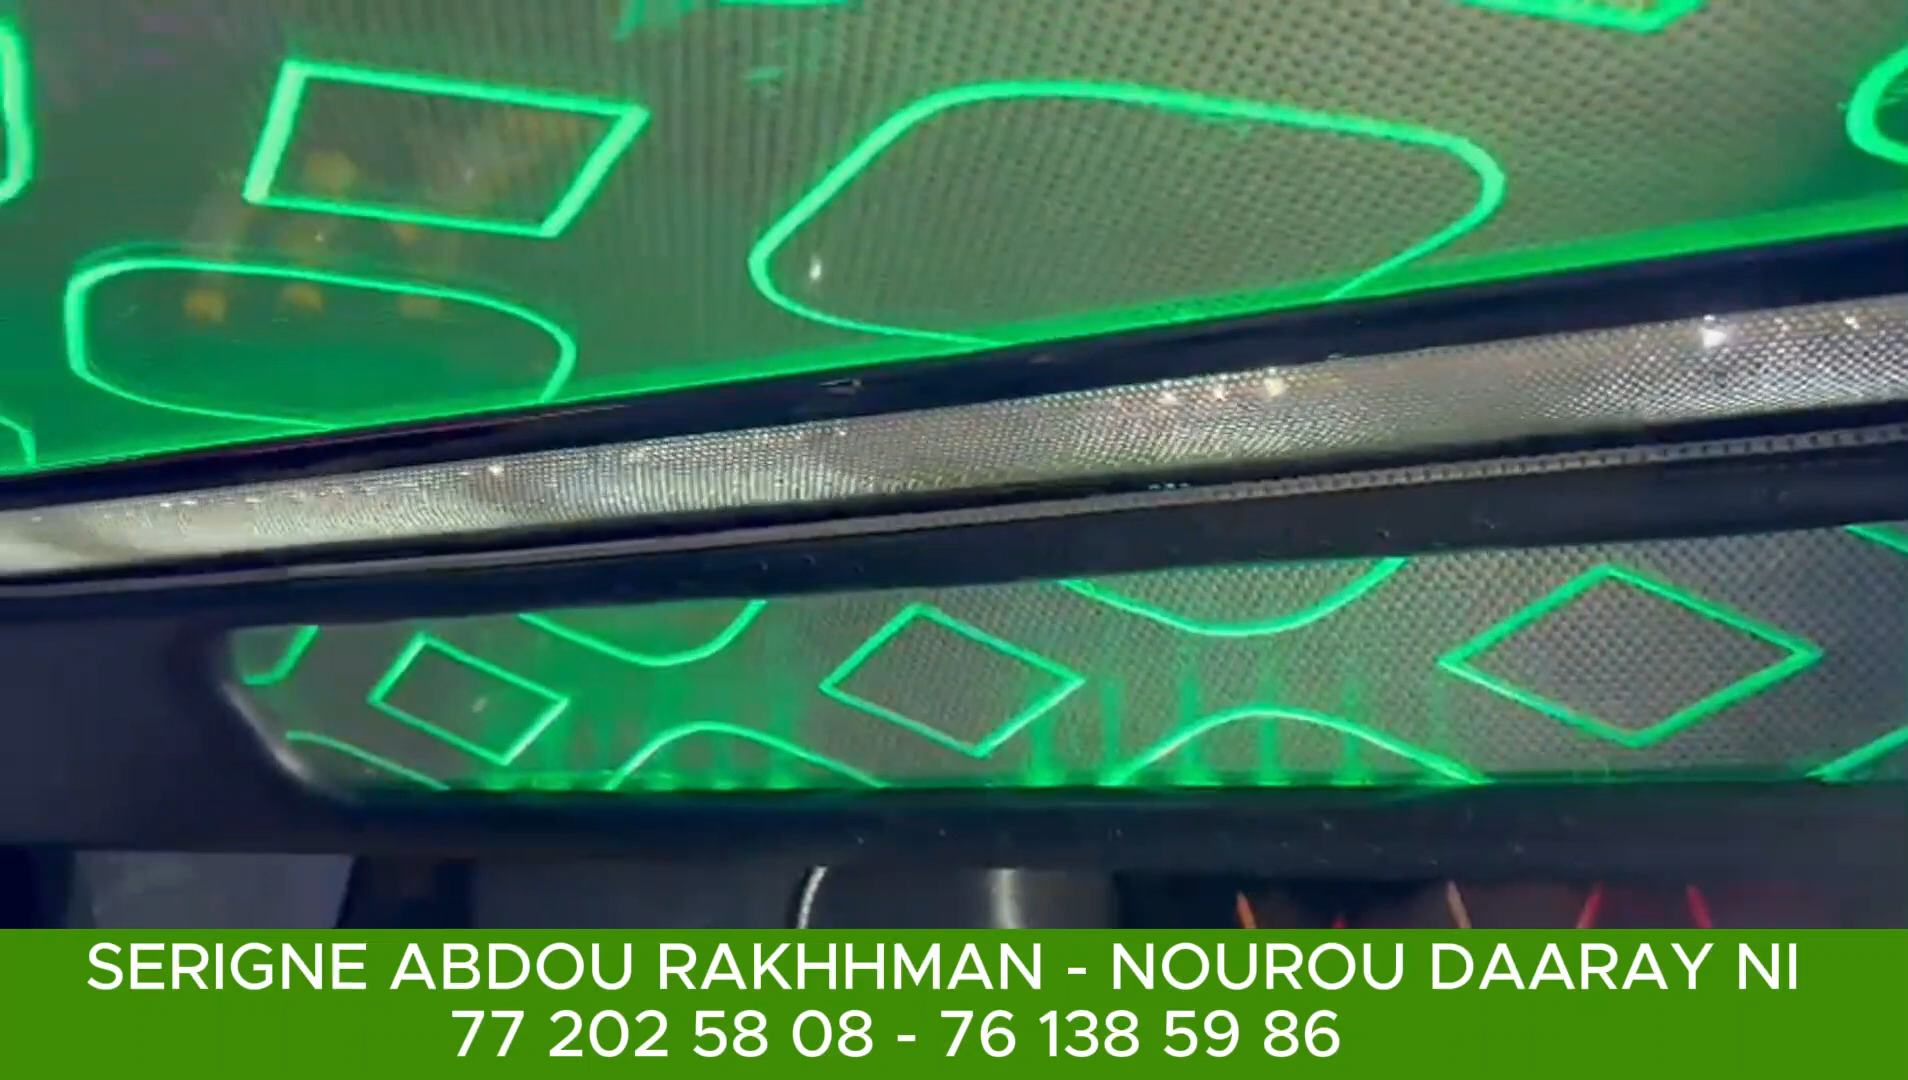 SERIGNE ABDOU RAKHHMAN - NOUROU DAARAY NI
77 202 58 08 - 76 138 59 86